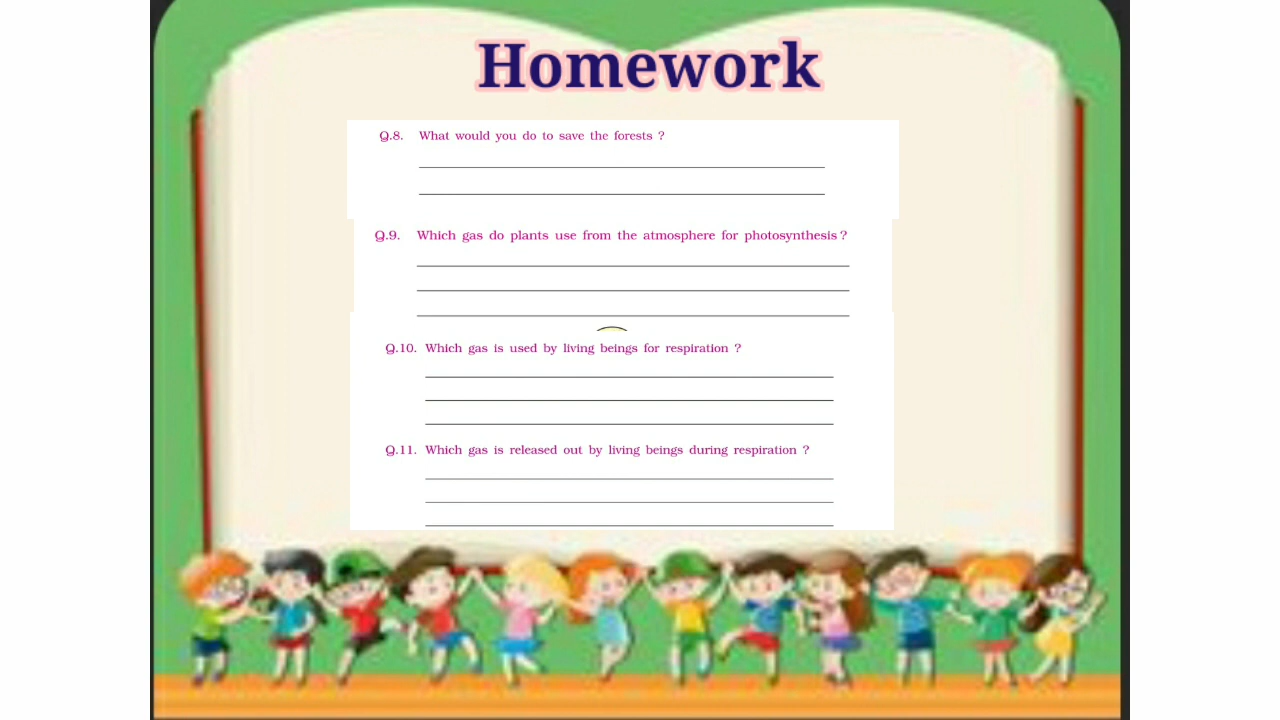 Homework
Q.8. What would you do to save the forests ?
Q.9. Which gas do plants use from the atmosphere for photosynthesis ?
Q.10. Which gas is used by living beings for respiration ?
Q.11. Which gas is released out by living beings during respiration ?